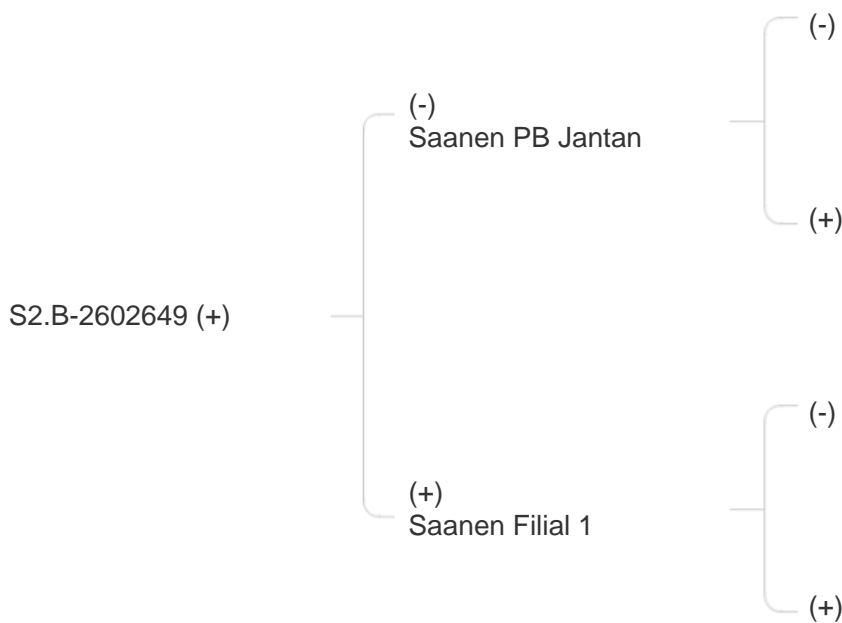 (-)
(-)
Saanen PB Jantan
(+)
S2.B-2602649 (+)
(-)
(+)
Saanen Filial 1
(+)